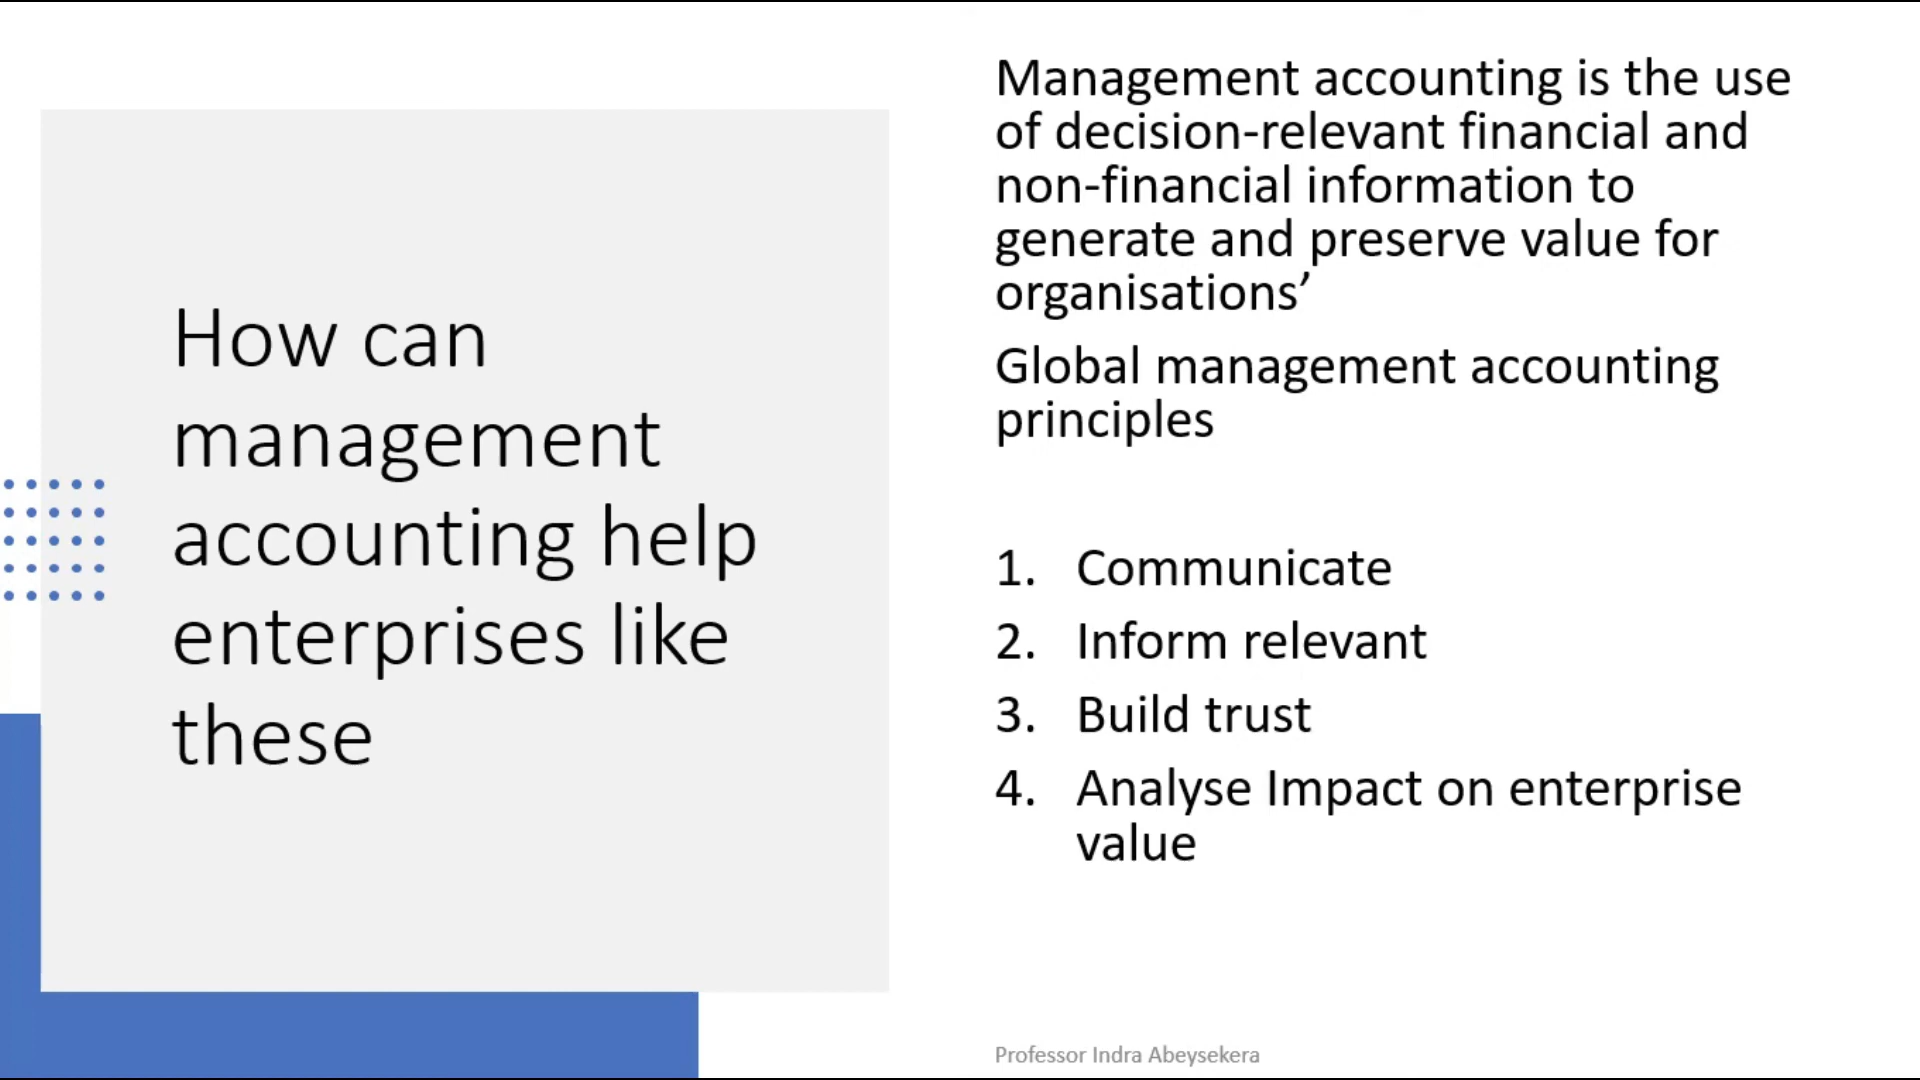 How can
management
accounting help
enterprises like
these
Management accounting is the use
of decision-relevant financial and
non-financial information to
generate and preserve value for
organisations’
Global management accounting
principles
1. Communicate
2. Inform relevant
3. Build trust
4. Analyse Impact on enterprise
value
Professor Indra Abeysekera